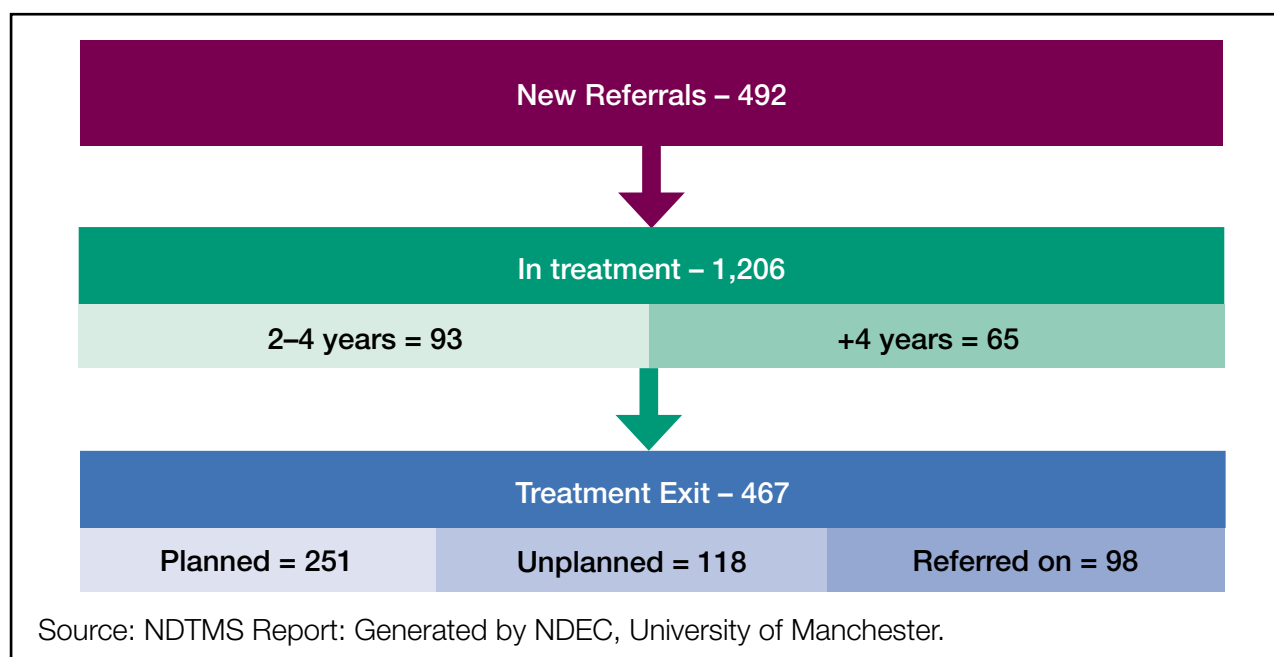 New Referrals – 492
In treatment – 1,206
2–4 years = 93
+4 years = 65
Treatment Exit – 467
Planned = 251
Unplanned = 118
Referred on = 98
Source: NDTMS Report: Generated by NDEC, University of Manchester.